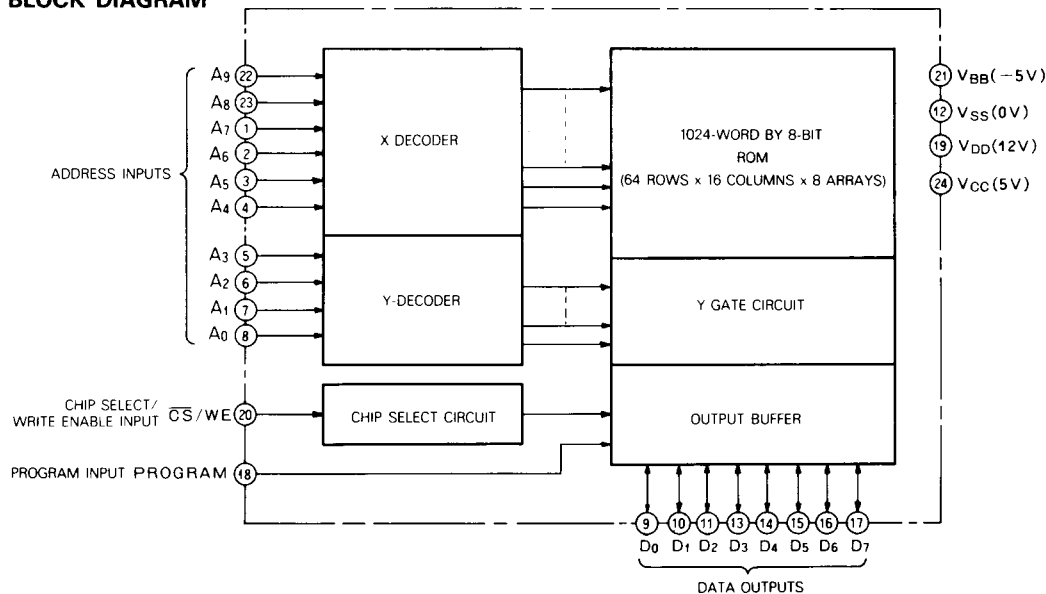 BLOCK DIAGRAM
ADDRESS INPUTS
A9 22
A8 23
A7 1
A6 2
A5 3
A4 4
A3 5
A2 6
A1 7
A0 8
X DECODER
Y-DECODER
1024-WORD BY 8-BIT
ROM
(64 ROWS x 16 COLUMNS x 8 ARRAYS)
Y GATE CIRCUIT
OUTPUT BUFFER
21 VBB(-5V)
12 VSS(0V)
19 VDD(12V)
24 VCC(5V)
CHIP SELECT/
WRITE ENABLE INPUT C̅S̅/WE 20
CHIP SELECT CIRCUIT
PROGRAM INPUT PROGRAM 18
9 10 11 13 14 15 16 17
D0 D1 D2 D3 D4 D5 D6 D7
DATA OUTPUTS